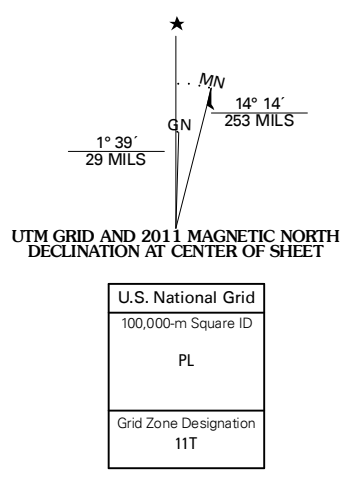 MN
GN
14° 14´
253 MILS
1° 39´
29 MILS
UTM GRID AND 2011 MAGNETIC NORTH
DECLINATION AT CENTER OF SHEET
U.S. National Grid
100,000-m Square ID
PL
Grid Zone Designation
11T